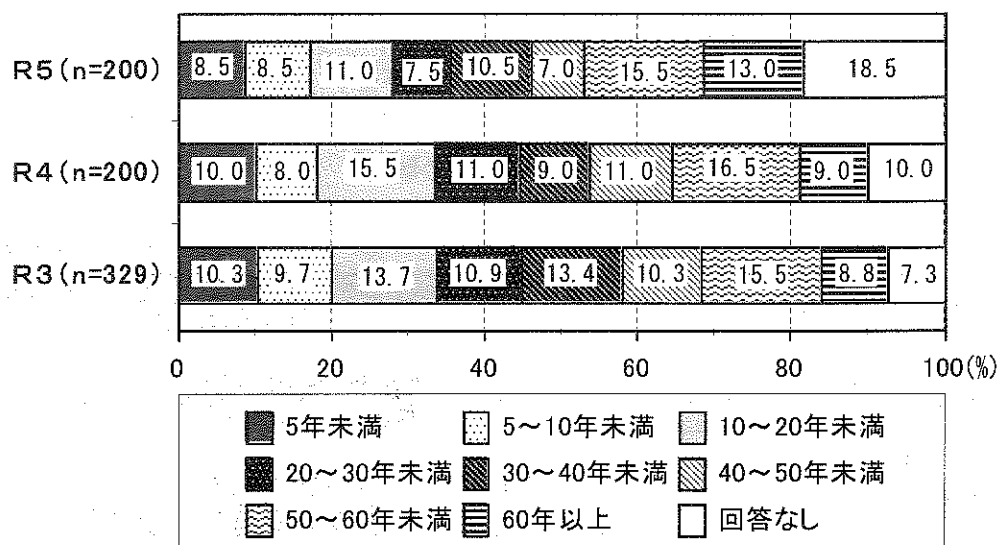 R5(n=200) 8.5 8.5 11.0 7.5 10.5 7.0 15.5 13.0 18.5
R4(n=200) 10.0 8.0 15.5 11.0 9.0 11.0 16.5 9.0 10.0
R3(n=329) 10.3 9.7 13.7 10.9 13.4 10.3 15.5 8.8 7.3
0 20 40 60 80 100(%)
5年未満 5～10年未満 10～20年未満
20～30年未満 30～40年未満 40～50年未満
50～60年未満 60年以上 回答なし